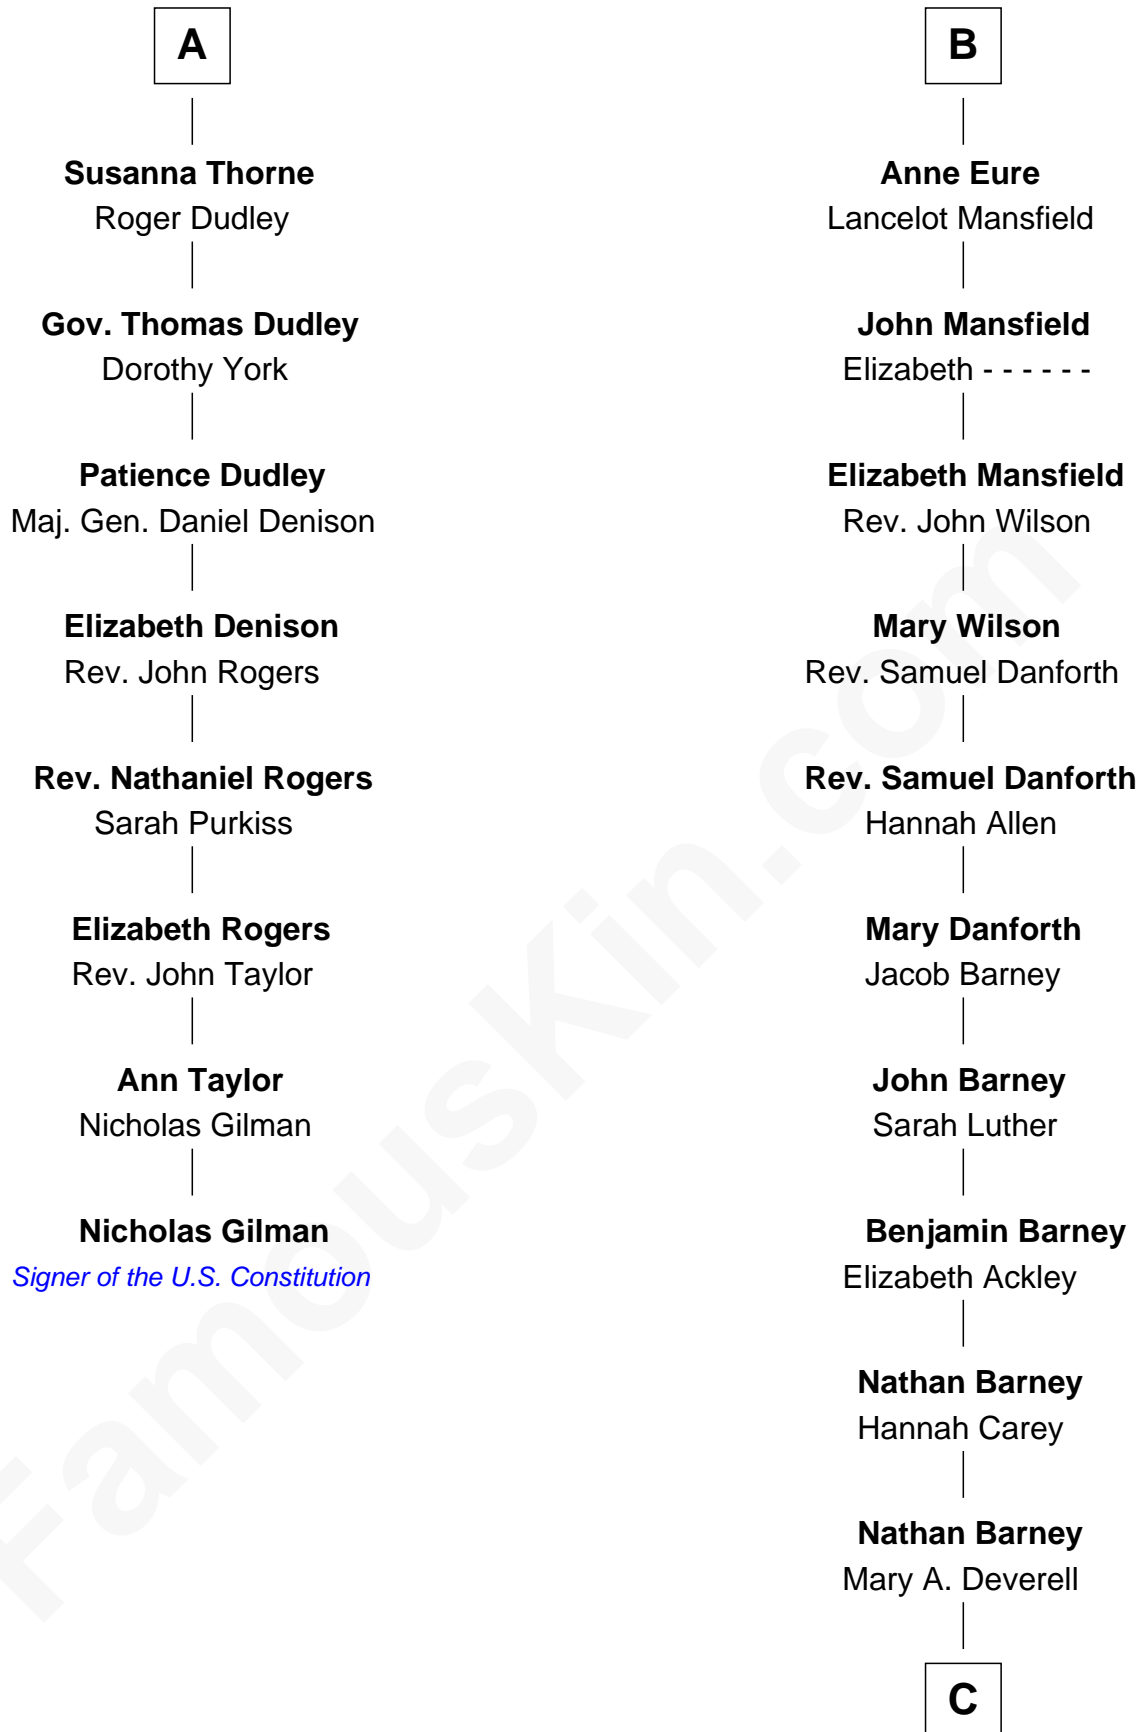 A
Susanna Thorne
Roger Dudley
Gov. Thomas Dudley
Dorothy York
Patience Dudley
Maj. Gen. Daniel Denison
Elizabeth Denison
Rev. John Rogers
Rev. Nathaniel Rogers
Sarah Purkiss
Elizabeth Rogers
Rev. John Taylor
Ann Taylor
Nicholas Gilman
Nicholas Gilman
Signer of the U.S. Constitution
B
Anne Eure
Lancelot Mansfield
John Mansfield
Elizabeth - - - - - -
Elizabeth Mansfield
Rev. John Wilson
Mary Wilson
Rev. Samuel Danforth
Rev. Samuel Danforth
Hannah Allen
Mary Danforth
Jacob Barney
John Barney
Sarah Luther
Benjamin Barney
Elizabeth Ackley
Nathan Barney
Hannah Carey
Nathan Barney
Mary A. Deverell
C
FamousKin.com